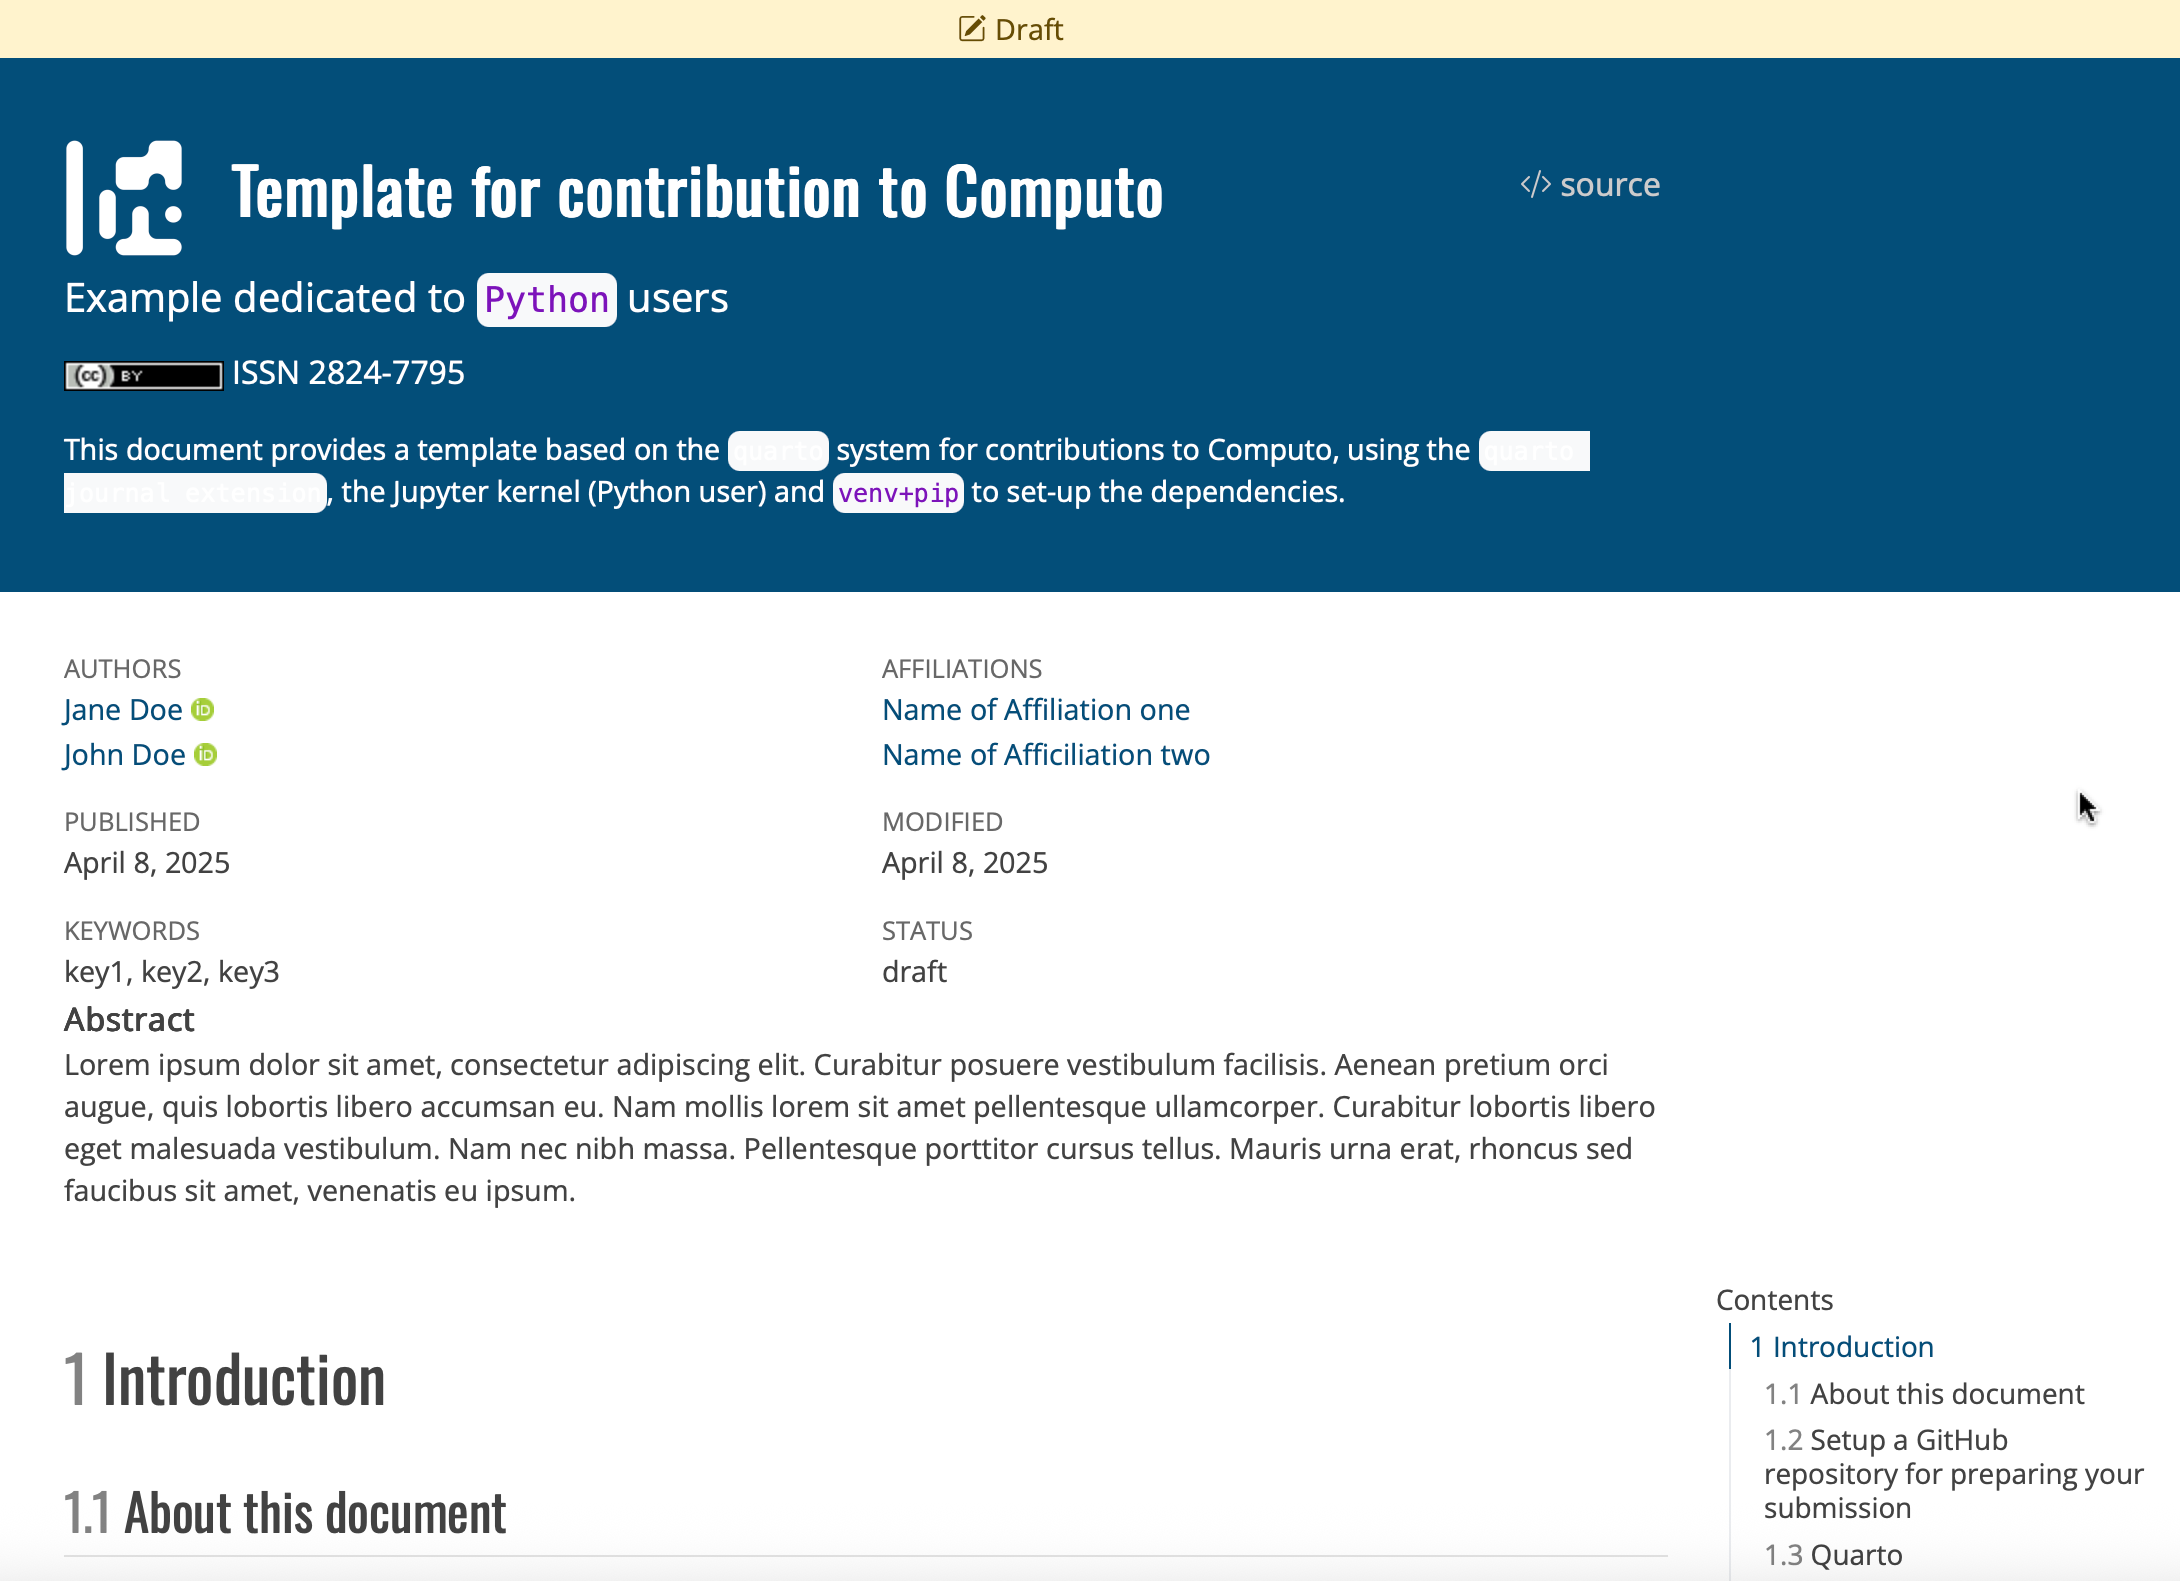 Draft
Template for contribution to Computo
</> source
Example dedicated to Python users
(cc) BY ISSN 2824-7795
This document provides a template based on the quarto system for contributions to Computo, using the quarto
journal extension, the Jupyter kernel (Python user) and venv+pip to set-up the dependencies.
AUTHORS
Jane Doe iD
John Doe iD
AFFILIATIONS
Name of Affiliation one
Name of Afficiliation two
PUBLISHED
April 8, 2025
MODIFIED
April 8, 2025
KEYWORDS
key1, key2, key3
STATUS
draft
Abstract
Lorem ipsum dolor sit amet, consectetur adipiscing elit. Curabitur posuere vestibulum facilisis. Aenean pretium orci
augue, quis lobortis libero accumsan eu. Nam mollis lorem sit amet pellentesque ullamcorper. Curabitur lobortis libero
eget malesuada vestibulum. Nam nec nibh massa. Pellentesque porttitor cursus tellus. Mauris urna erat, rhoncus sed
faucibus sit amet, venenatis eu ipsum.
1 Introduction
1.1 About this document
Contents
1 Introduction
1.1 About this document
1.2 Setup a GitHub
repository for preparing your
submission
1.3 Quarto